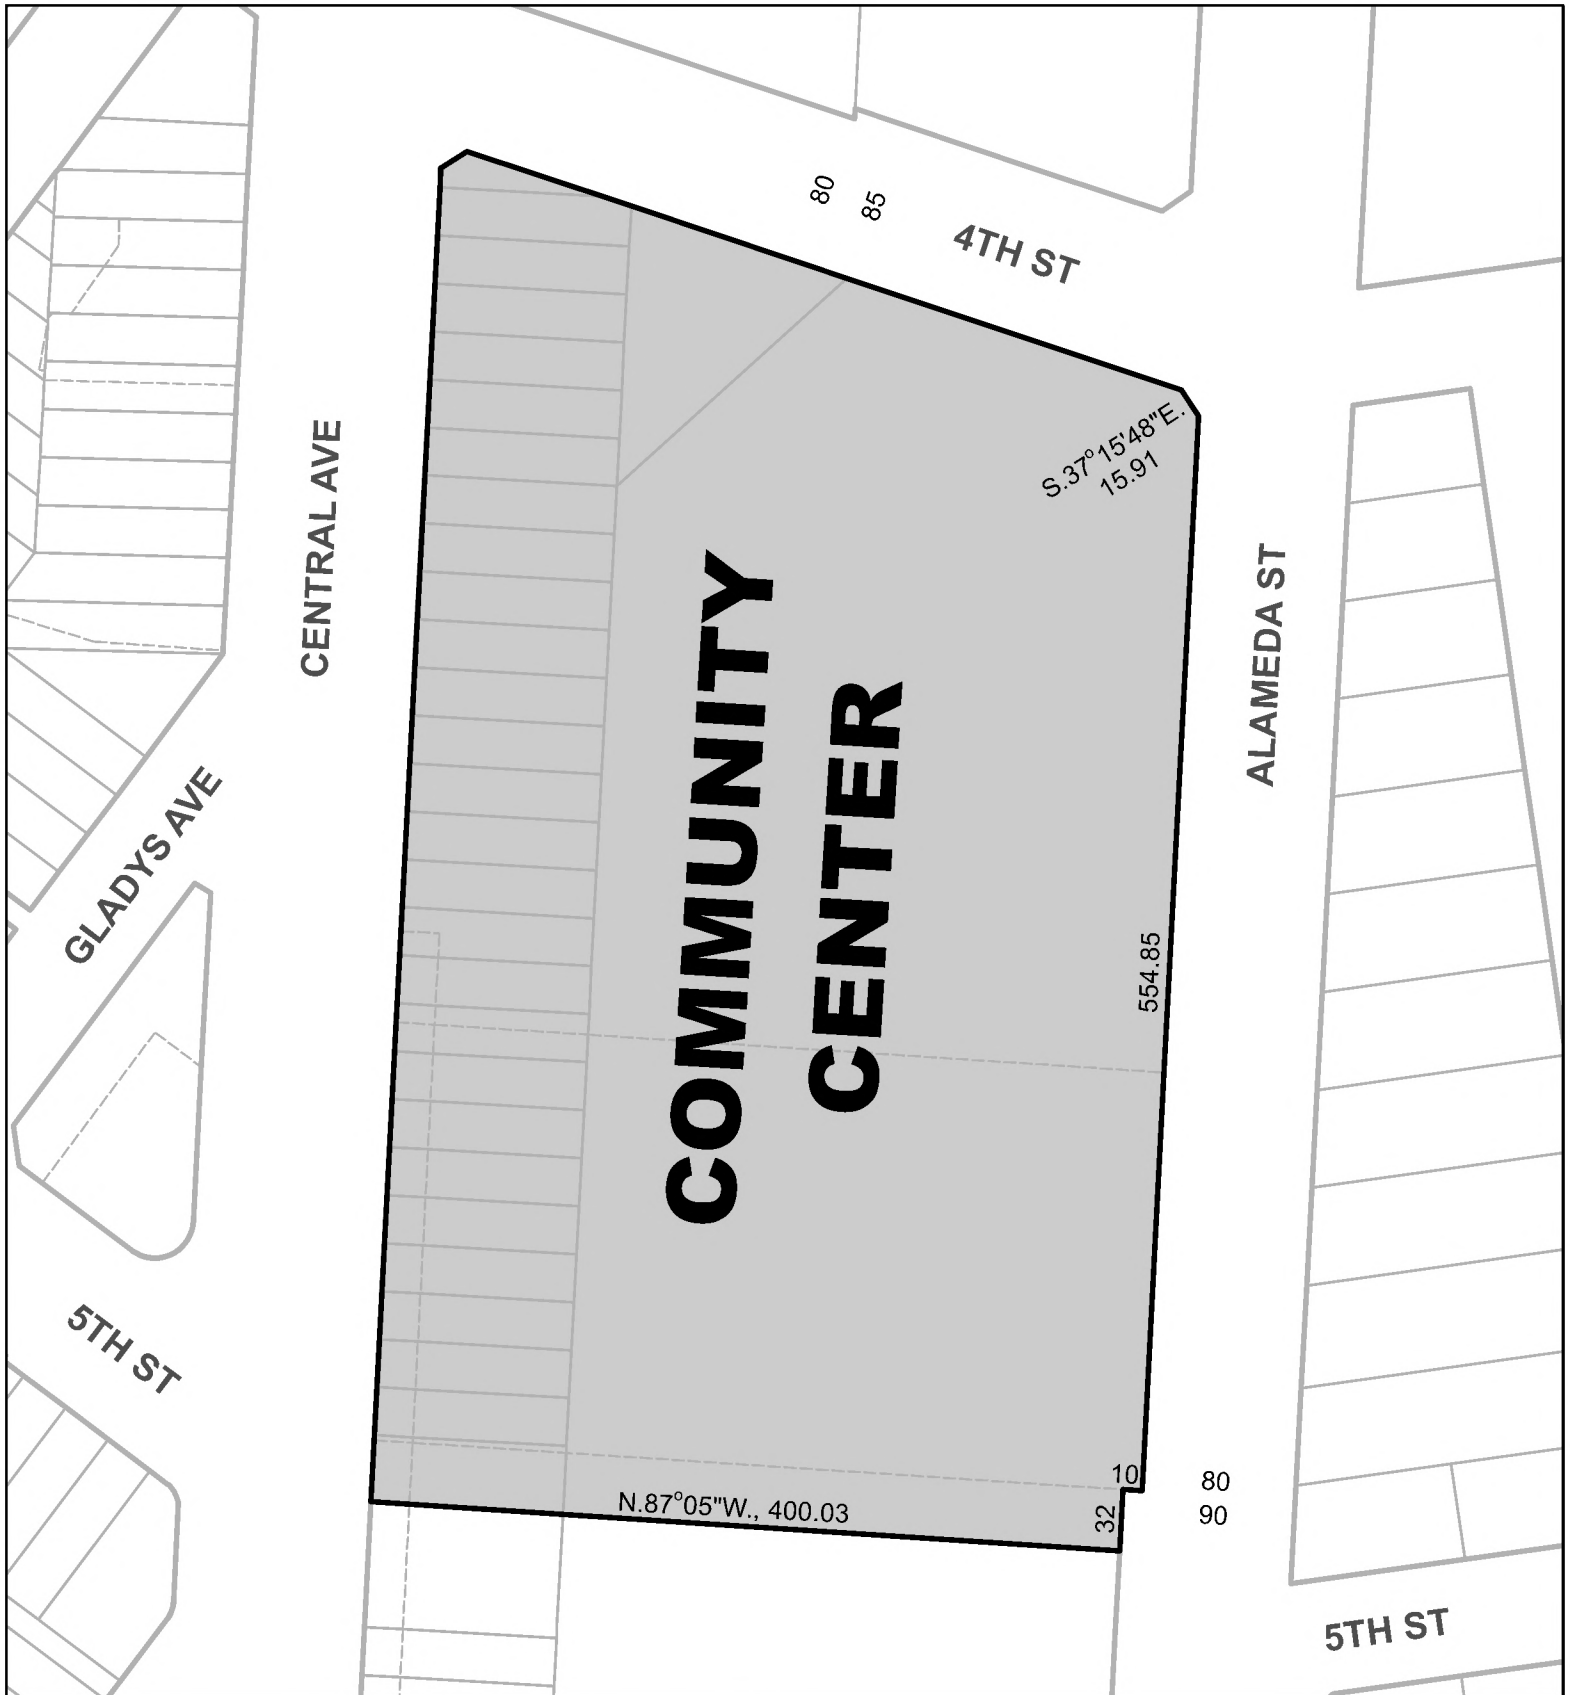 80
85
4TH ST
S.37°15'48"E.
15.91
CENTRAL AVE
ALAMEDA ST
COMMUNITY
CENTER
GLADYS AVE
554.85
5TH ST
10
80
N.87°05"W., 400.03
32
90
5TH ST